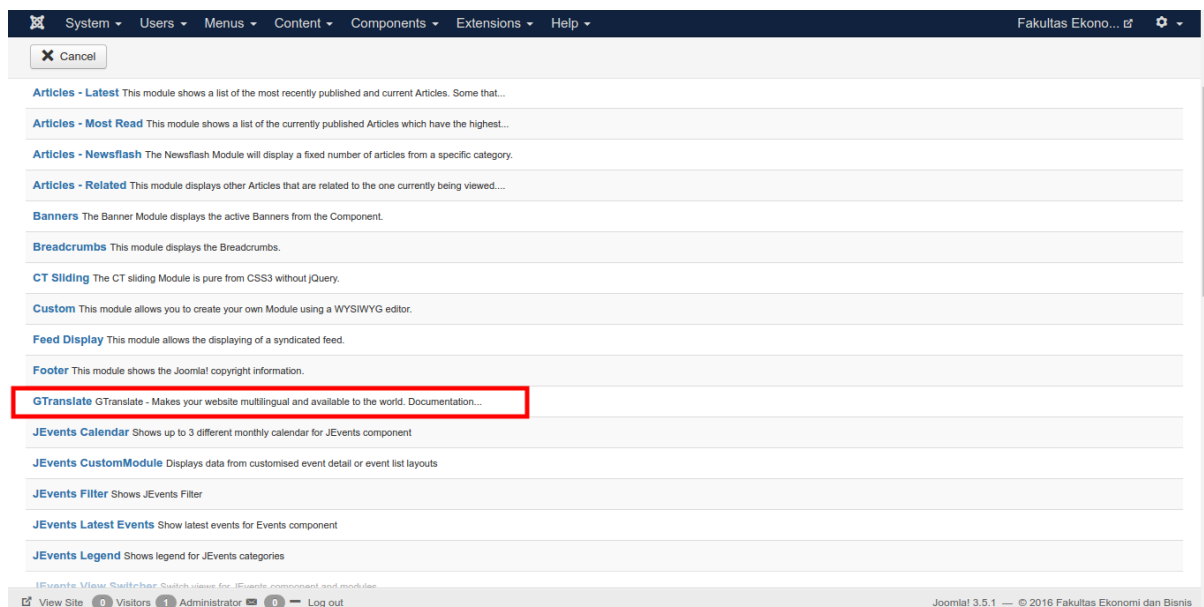 System Users Menus Content Components Extensions Help Fakultas Ekono...
Cancel
Articles - Latest This module shows a list of the most recently published and current Articles. Some that...
Articles - Most Read This module shows a list of the currently published Articles which have the highest...
Articles - Newsflash The Newsflash Module will display a fixed number of articles from a specific category.
Articles - Related This module displays other Articles that are related to the one currently being viewed....
Banners The Banner Module displays the active Banners from the Component.
Breadcrumbs This module displays the Breadcrumbs.
CT Sliding The CT sliding Module is pure from CSS3 without jQuery.
Custom This module allows you to create your own Module using a WYSIWYG editor.
Feed Display This module allows the displaying of a syndicated feed.
Footer This module shows the Joomla! copyright information.
GTranslate GTranslate - Makes your website multilingual and available to the world. Documentation...
JEvents Calendar Shows up to 3 different monthly calendar for JEvents component
JEvents CustomModule Displays data from customised event detail or event list layouts
JEvents Filter Shows JEvents Filter
JEvents Latest Events Show latest events for Events component
JEvents Legend Shows legend for JEvents categories
JEvents View Switcher Switch views for JEvents component and modules
View Site 0 Visitors 1 Administrator 0 Log out Joomla! 3.5.1 — © 2016 Fakultas Ekonomi dan Bisnis